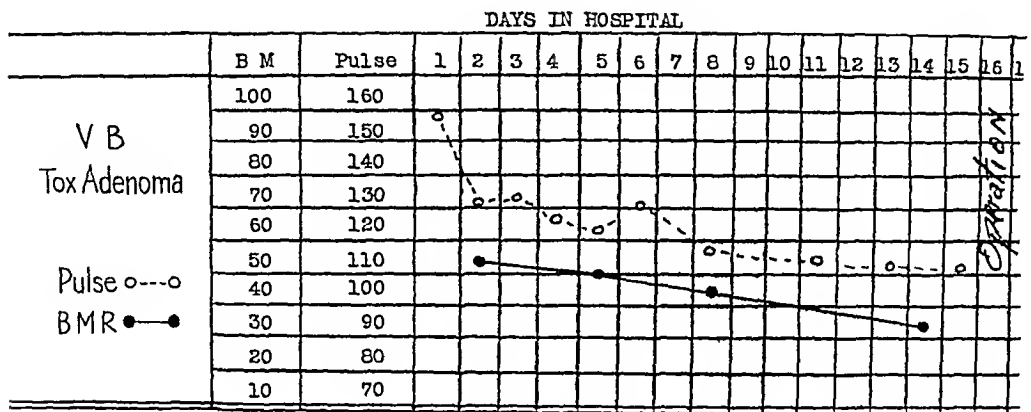 DAYS IN HOSPITAL
B M Pulse 1 2 3 4 5 6 7 8 9 10 11 12 13 14 15 16 1
100 160
90 150
80 140
70 130
60 120
50 110
40 100
30 90
20 80
10 70
V B
Tox Adenoma
Pulse
BMR
Operation